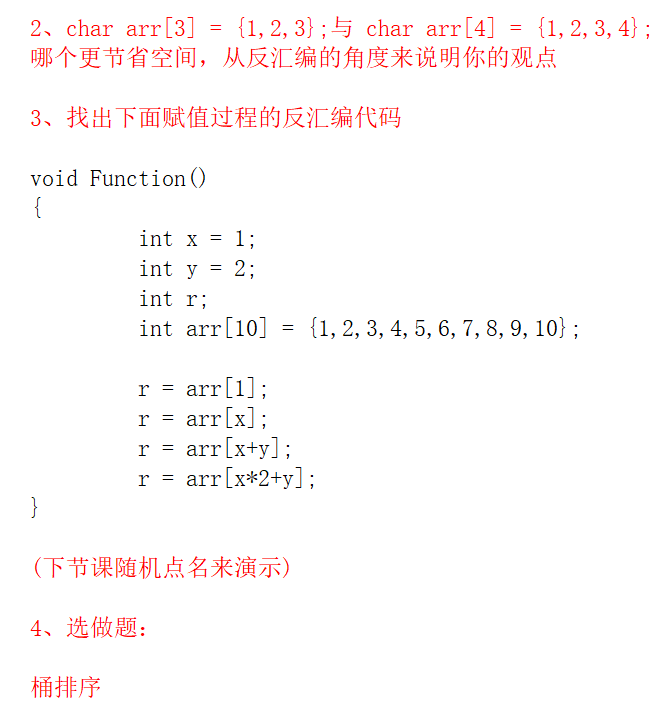 2、char arr[3] = {1,2,3};与 char arr[4] = {1,2,3,4};
哪个更节省空间，从反汇编的角度来说明你的观点
3、找出下面赋值过程的反汇编代码
void Function()
{
int x = 1;
int y = 2;
int r;
int arr[10] = {1,2,3,4,5,6,7,8,9,10};
r = arr[1];
r = arr[x];
r = arr[x+y];
r = arr[x*2+y];
}
(下节课随机点名来演示)
4、选做题：
桶排序